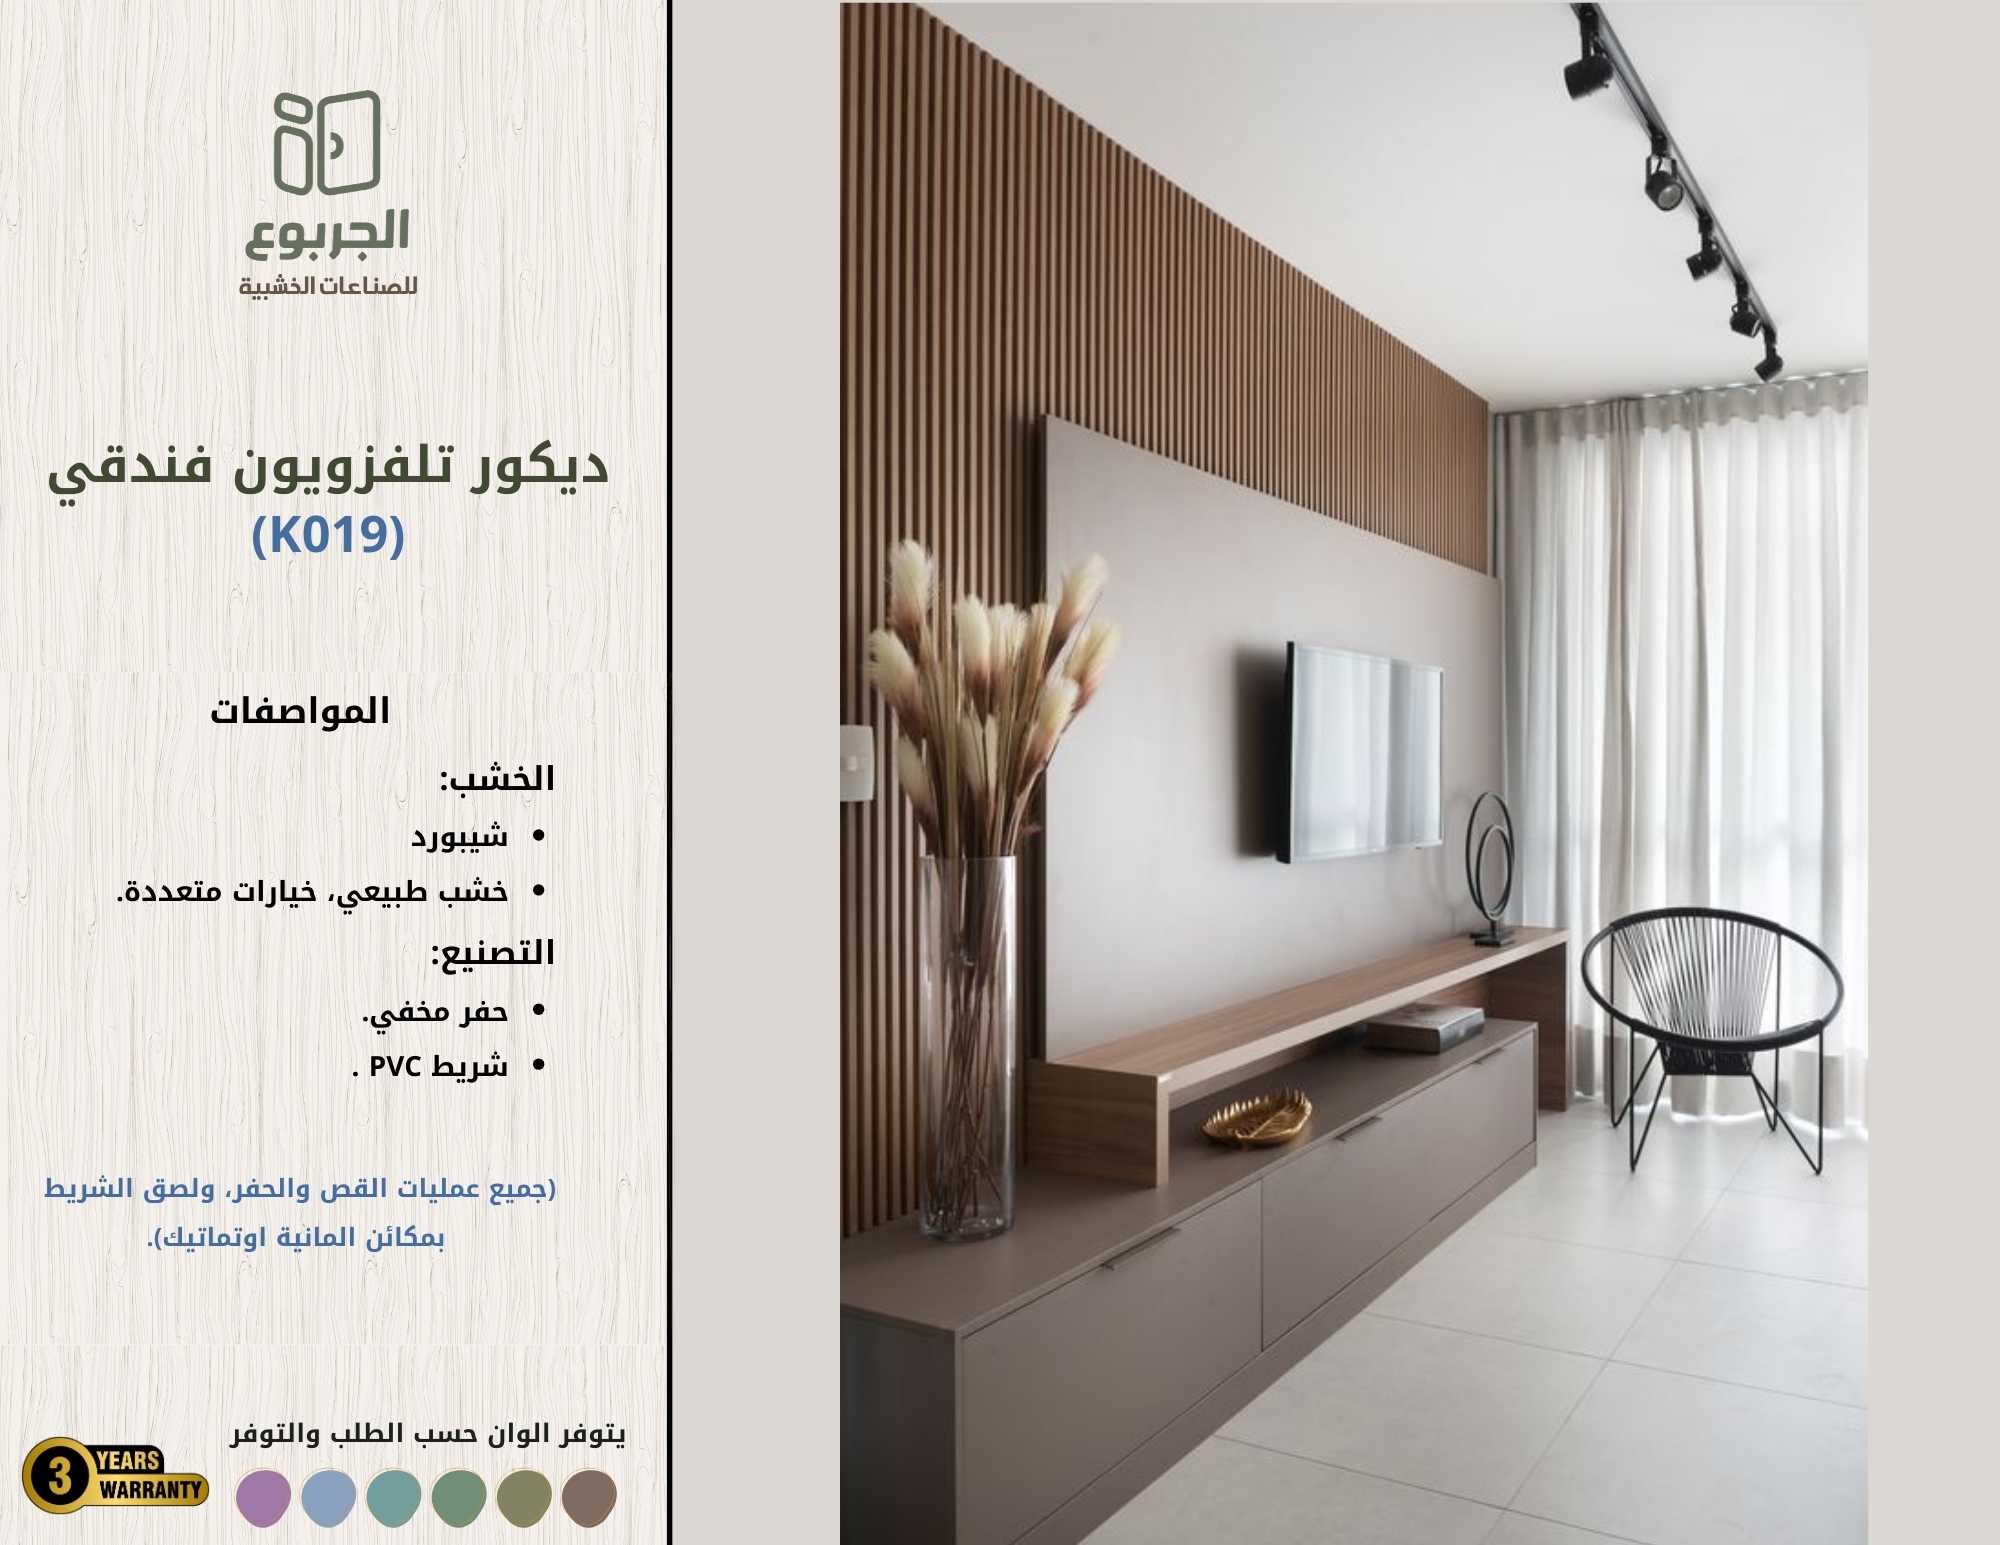 الجربوع
للصناعات الخشبية
ديكور تلفزويون فندقي
(K019)
المواصفات
الخشب:
• شيبورد
• خشب طبيعي، خيارات متعددة.
التصنيع:
• حفر مخفي.
• شريط PVC .
(جميع عمليات القص والحفر، ولصق الشريط
بمكائن المانية اوتماتيك).
يتوفر الوان حسب الطلب والتوفر
3 YEARS
WARRANTY